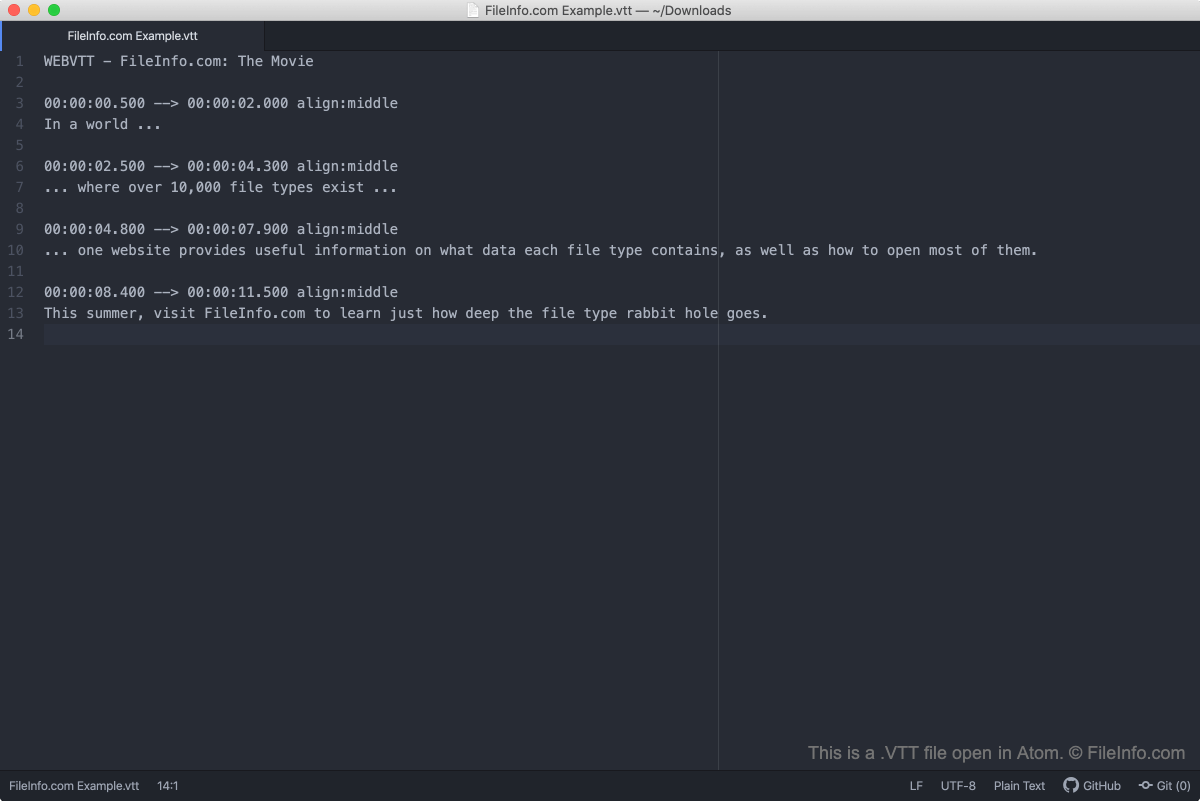 FileInfo.com Example.vtt — ~/Downloads
FileInfo.com Example.vtt
1 WEBVTT - FileInfo.com: The Movie
2
3 00:00:00.500 --> 00:00:02.000 align:middle
4 In a world ...
5
6 00:00:02.500 --> 00:00:04.300 align:middle
7 ... where over 10,000 file types exist ...
8
9 00:00:04.800 --> 00:00:07.900 align:middle
10 ... one website provides useful information on what data each file type contains, as well as how to open most of them.
11
12 00:00:08.400 --> 00:00:11.500 align:middle
13 This summer, visit FileInfo.com to learn just how deep the file type rabbit hole goes.
14
This is a .VTT file open in Atom. © FileInfo.com
FileInfo.com Example.vtt 14:1 LF UTF-8 Plain Text GitHub Git (0)